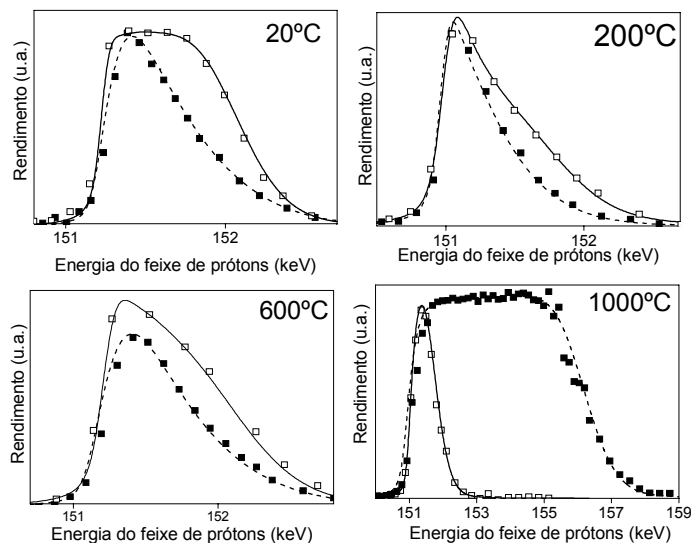 20ºC
Rendimento (u.a.)
151 152
Energia do feixe de prótons (keV)
200ºC
Rendimento (u.a.)
151 152
Energia do feixe de prótons (keV)
600ºC
Rendimento (u.a.)
151 152
Energia do feixe de prótons (keV)
1000ºC
Rendimento (u.a.)
151 153 155 157 159
Energia do feixe de prótons (keV)